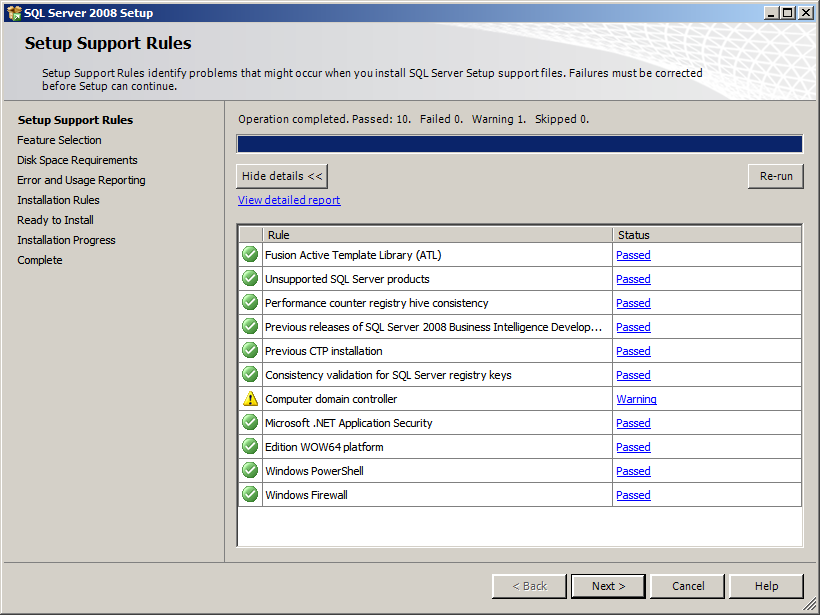 SQL Server 2008 Setup
Setup Support Rules
Setup Support Rules identify problems that might occur when you install SQL Server Setup support files. Failures must be corrected
before Setup can continue.
Setup Support Rules
Feature Selection
Disk Space Requirements
Error and Usage Reporting
Installation Rules
Ready to Install
Installation Progress
Complete
Operation completed. Passed: 10. Failed 0. Warning 1. Skipped 0.
Hide details <<
Re-run
View detailed report
Rule Status
Fusion Active Template Library (ATL) Passed
Unsupported SQL Server products Passed
Performance counter registry hive consistency Passed
Previous releases of SQL Server 2008 Business Intelligence Develop... Passed
Previous CTP installation Passed
Consistency validation for SQL Server registry keys Passed
Computer domain controller Warning
Microsoft .NET Application Security Passed
Edition WOW64 platform Passed
Windows PowerShell Passed
Windows Firewall Passed
< Back Next > Cancel Help